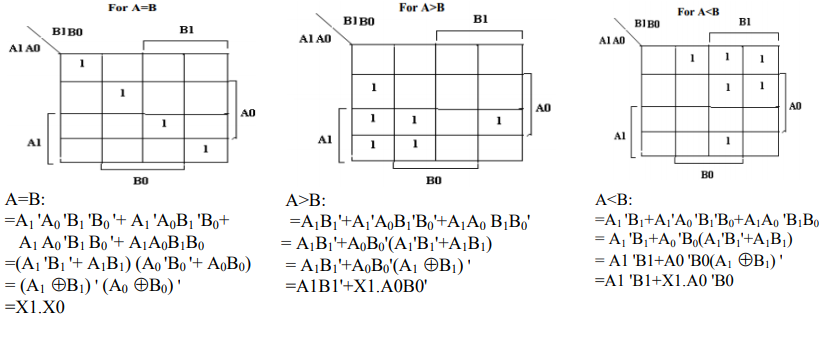 For A=B
B1B0
B1
A1 A0
1
1
1
1
A0
A1
B0
A=B:
=A₁ 'A₀ 'B₁ 'B₀ '+ A₁ 'A₀B₁ 'B₀+
A₁ A₀ 'B₁ B₀ '+ A₁A₀B₁B₀
=(A₁ 'B₁ '+ A₁B₁) (A₀ 'B₀ '+ A₀B₀)
= (A₁ ⊕B₁) ' (A₀ ⊕B₀) '
=X1.X0
For A>B
B1B0
B1
A1 A0
1
1
1
1
1
1
A0
A1
B0
A>B:
=A₁B₁'+A₁'A₀B₁'B₀'+A₁A₀ B₁B₀'
= A₁B₁'+A₀B₀'(A₁'B₁'+A₁B₁)
= A₁B₁'+A₀B₀'(A₁ ⊕B₁) '
=A1B1'+X1.A0B0'
For A<B
B1B0
B1
A1 A0
1
1
1
1
1
1
A0
A1
B0
A<B:
=A₁ 'B₁+A₁'A₀ 'B₁'B₀+A₁A₀ 'B₁B₀
= A₁ 'B₁+A₀ 'B₀(A₁'B₁'+A₁B₁)
= A1 'B1+A0 'B0(A₁ ⊕B₁) '
=A1 'B1+X1.A0 'B0